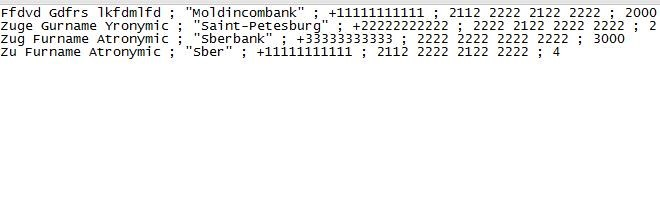 Ffdvd Gdfrs lkfdmlfd ; "Moldincombank" ; +11111111111 ; 2112 2222 2122 2222 ; 2000
Zuge Gurname Yronymic ; "Saint-Petesburg" ; +22222222222 ; 2222 2122 2222 2222 ; 2
Zug Furname Atronymic ; "Sberbank" ; +33333333333 ; 2222 2222 2222 2222 ; 3000
Zu Furname Atronymic ; "Sber" ; +11111111111 ; 2112 2222 2122 2222 ; 4